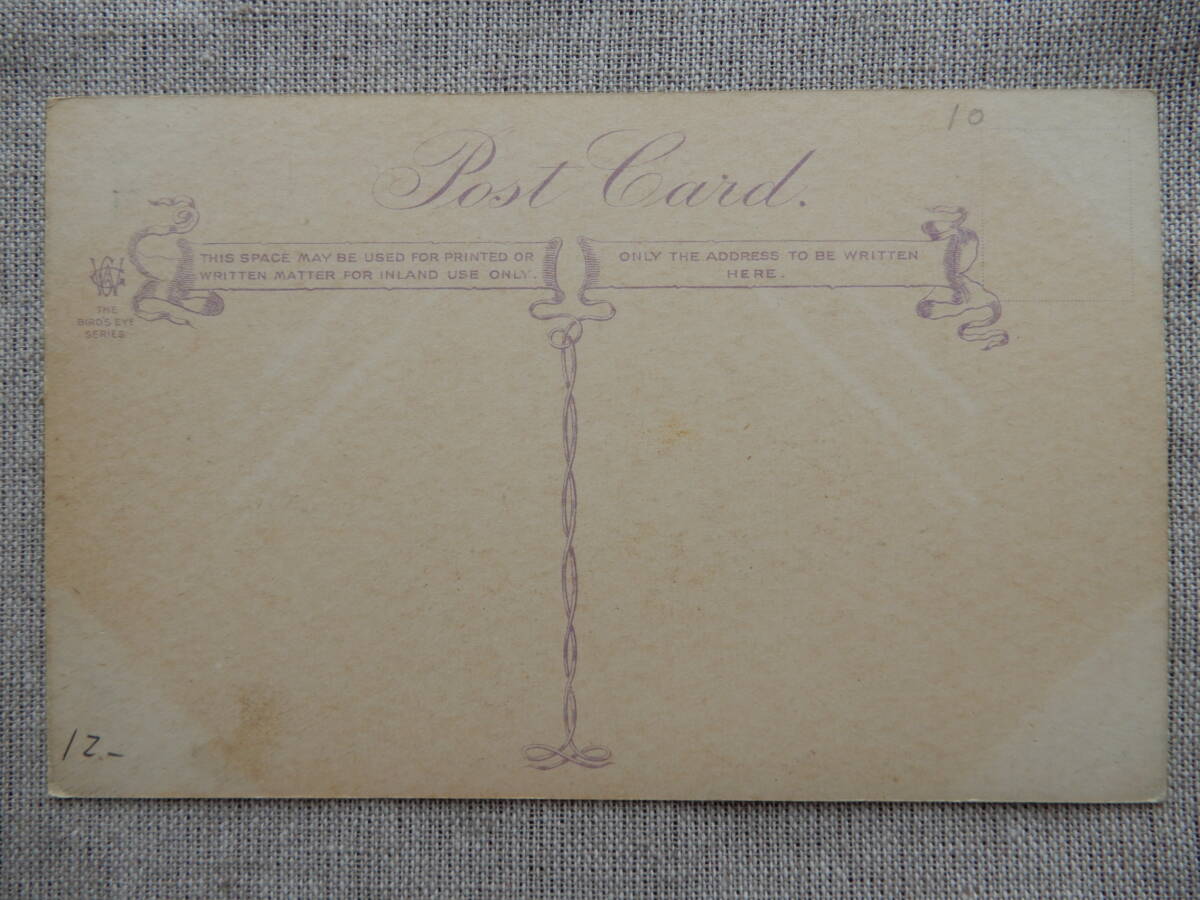 10
Post Card.
THIS SPACE MAY BE USED FOR PRINTED OR
WRITTEN MATTER FOR INLAND USE ONLY.
ONLY THE ADDRESS TO BE WRITTEN
HERE.
THE
BIRD'S EYE
SERIES
12.-